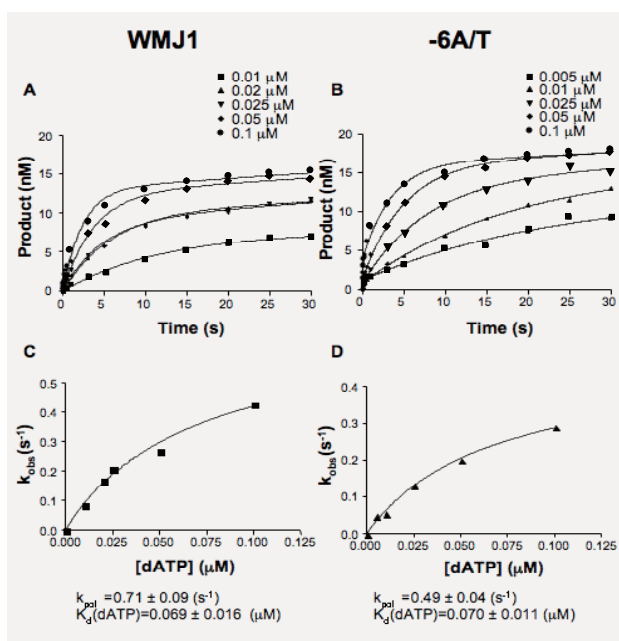 WMJ1
-6A/T
A
■ 0.01 μM
▲ 0.02 μM
▼ 0.025 μM
◆ 0.05 μM
● 0.1 μM
Product (nM)
20
15
10
5
0
0 5 10 15 20 25 30
Time (s)
B
■ 0.005 μM
▲ 0.01 μM
▼ 0.025 μM
◆ 0.05 μM
● 0.1 μM
Product (nM)
20
15
10
5
0
0 5 10 15 20 25 30
Time (s)
C
kobs(s-1)
0.5
0.4
0.3
0.2
0.1
0.0
0.000 0.025 0.050 0.075 0.100 0.125
[dATP] (μM)
kpol =0.71 ± 0.09 (s-1)
Kd(dATP)=0.069 ± 0.016 (μM)
D
kobs(s-1)
0.4
0.3
0.2
0.1
0.0
0.000 0.025 0.050 0.075 0.100 0.125
[dATP] (μM)
kpol =0.49 ± 0.04 (s-1)
Kd(dATP)=0.070 ± 0.011 (μM)